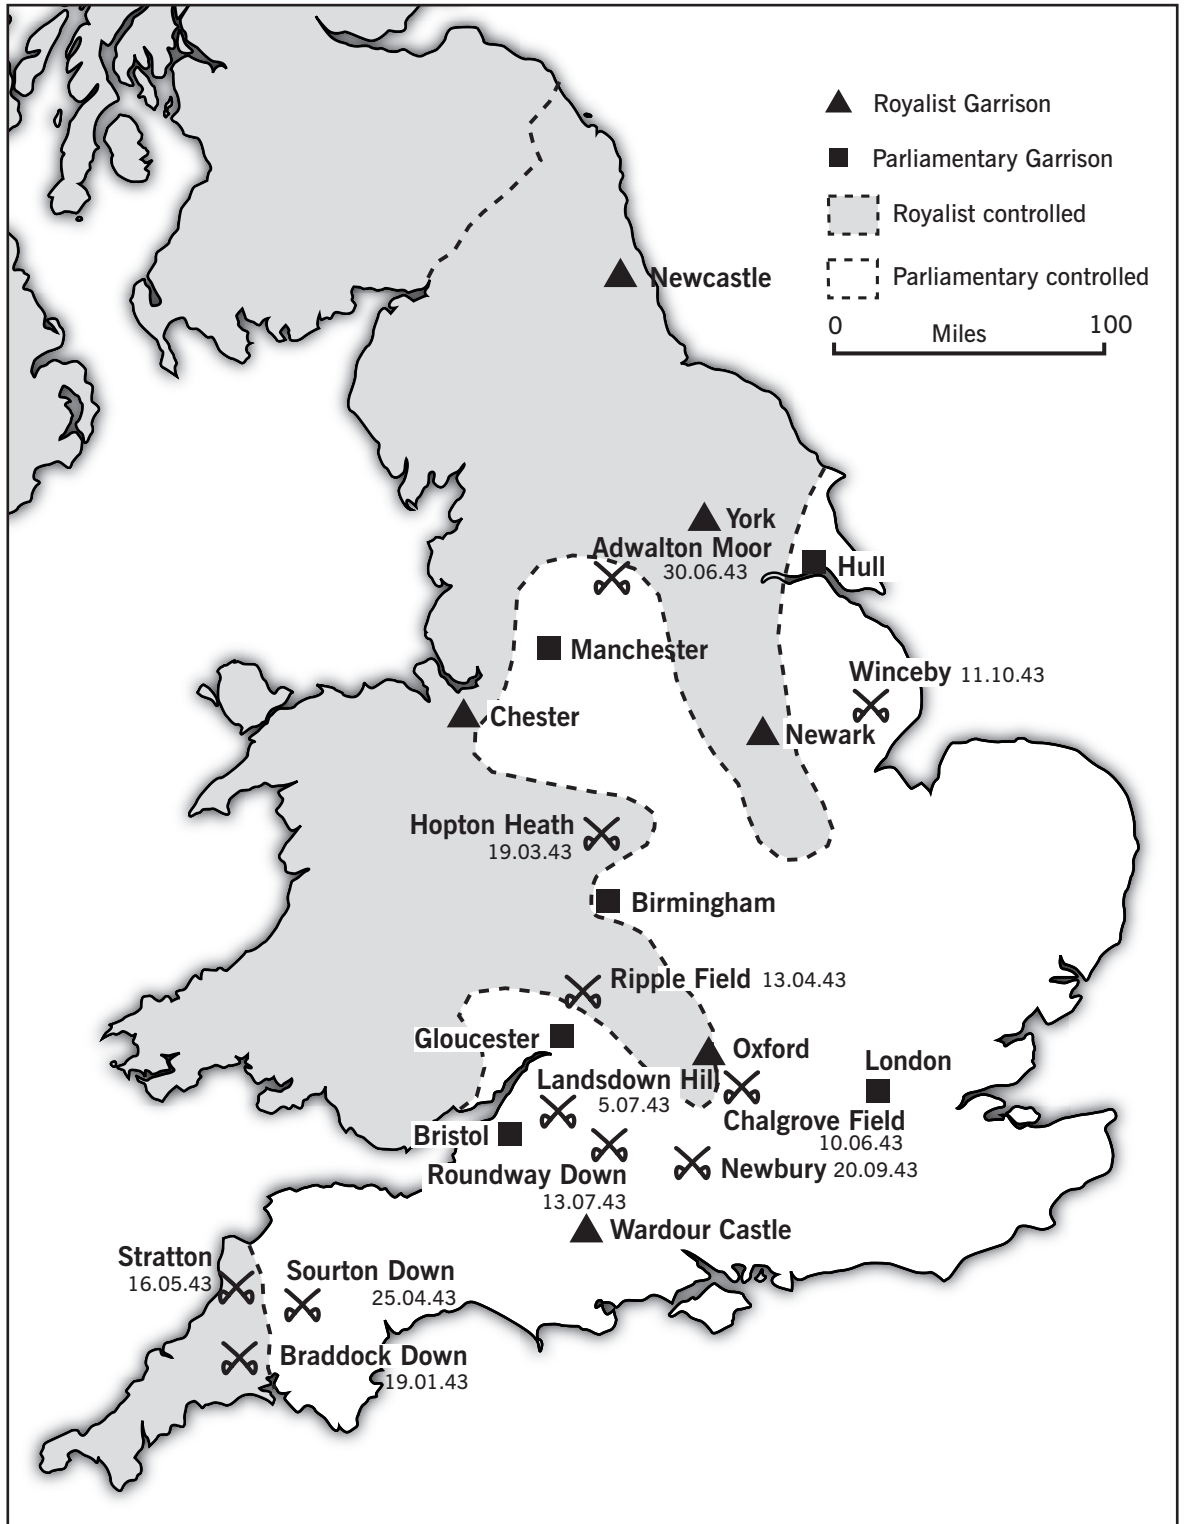 Royalist Garrison
Parliamentary Garrison
Royalist controlled
Parliamentary controlled
0 100
Miles
Newcastle
York
Adwalton Moor
30.06.43
Hull
Manchester
Winceby 11.10.43
Chester
Newark
Hopton Heath
19.03.43
Birmingham
Ripple Field 13.04.43
Gloucester
Oxford
London
Landsdown Hill
5.07.43
Chalgrove Field
10.06.43
Bristol
Roundway Down
13.07.43
Newbury 20.09.43
Wardour Castle
Stratton
16.05.43
Sourton Down
25.04.43
Braddock Down
19.01.43